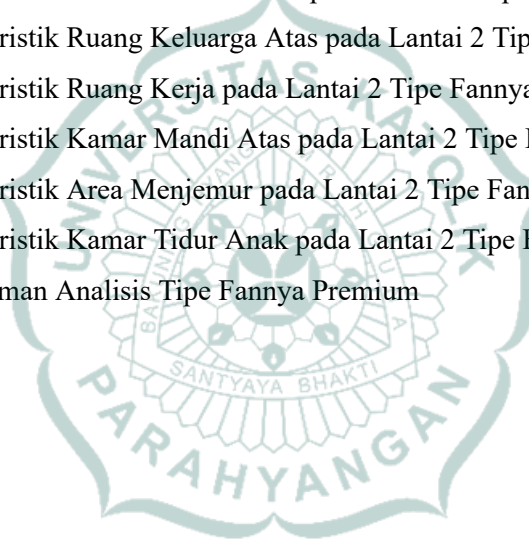 ristik Ruang Keluarga Atas pada Lantai 2 Tip
ristik Ruang Kerja pada Lantai 2 Tipe Fannya
ristik Kamar Mandi Atas pada Lantai 2 Tipe
ristik Area Menjemur pada Lantai 2 Tipe Fan
ristik Kamar Tidur Anak pada Lantai 2 Tipe
man Analisis Tipe Fannya Premium
UNIVERSITAS KATOLIK
SANTYAYA BHAKTI
PARAHYANGAN